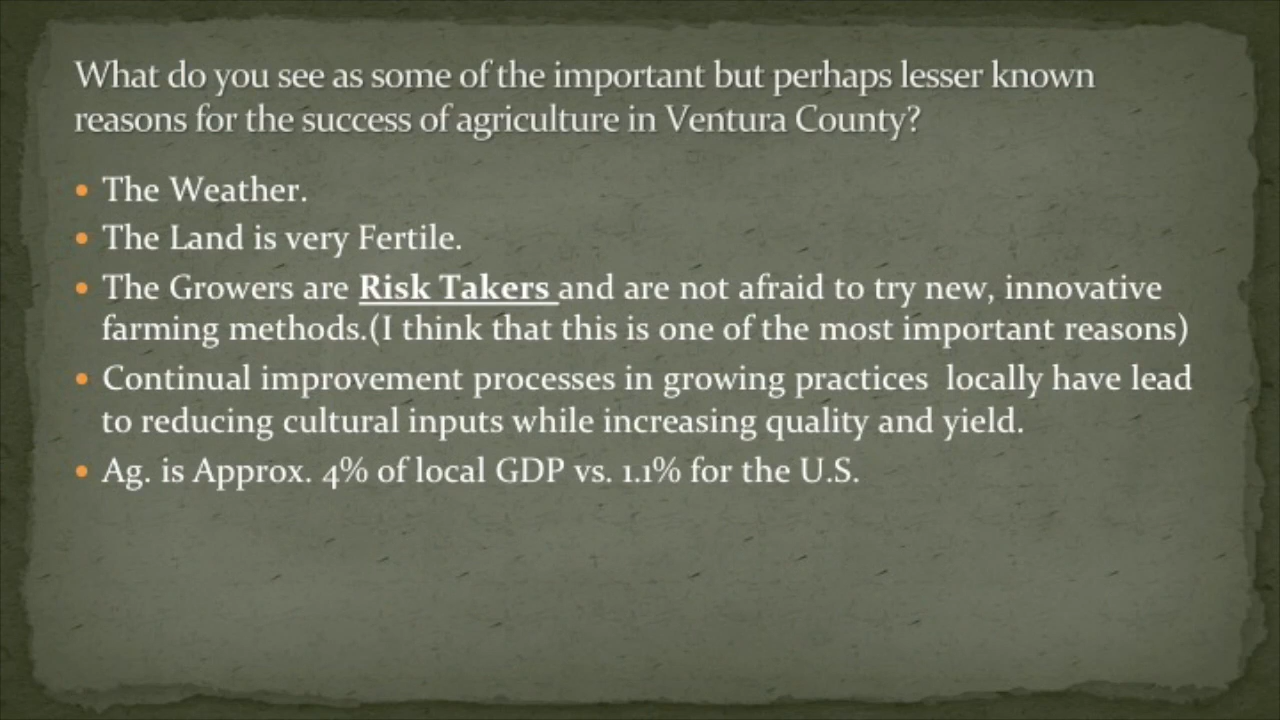 What do you see as some of the important but perhaps lesser known
reasons for the success of agriculture in Ventura County?
• The Weather.
• The Land is very Fertile.
• The Growers are Risk Takers and are not afraid to try new, innovative
farming methods.(I think that this is one of the most important reasons)
• Continual improvement processes in growing practices  locally have lead
to reducing cultural inputs while increasing quality and yield.
• Ag. is Approx. 4% of local GDP vs. 1.1% for the U.S.